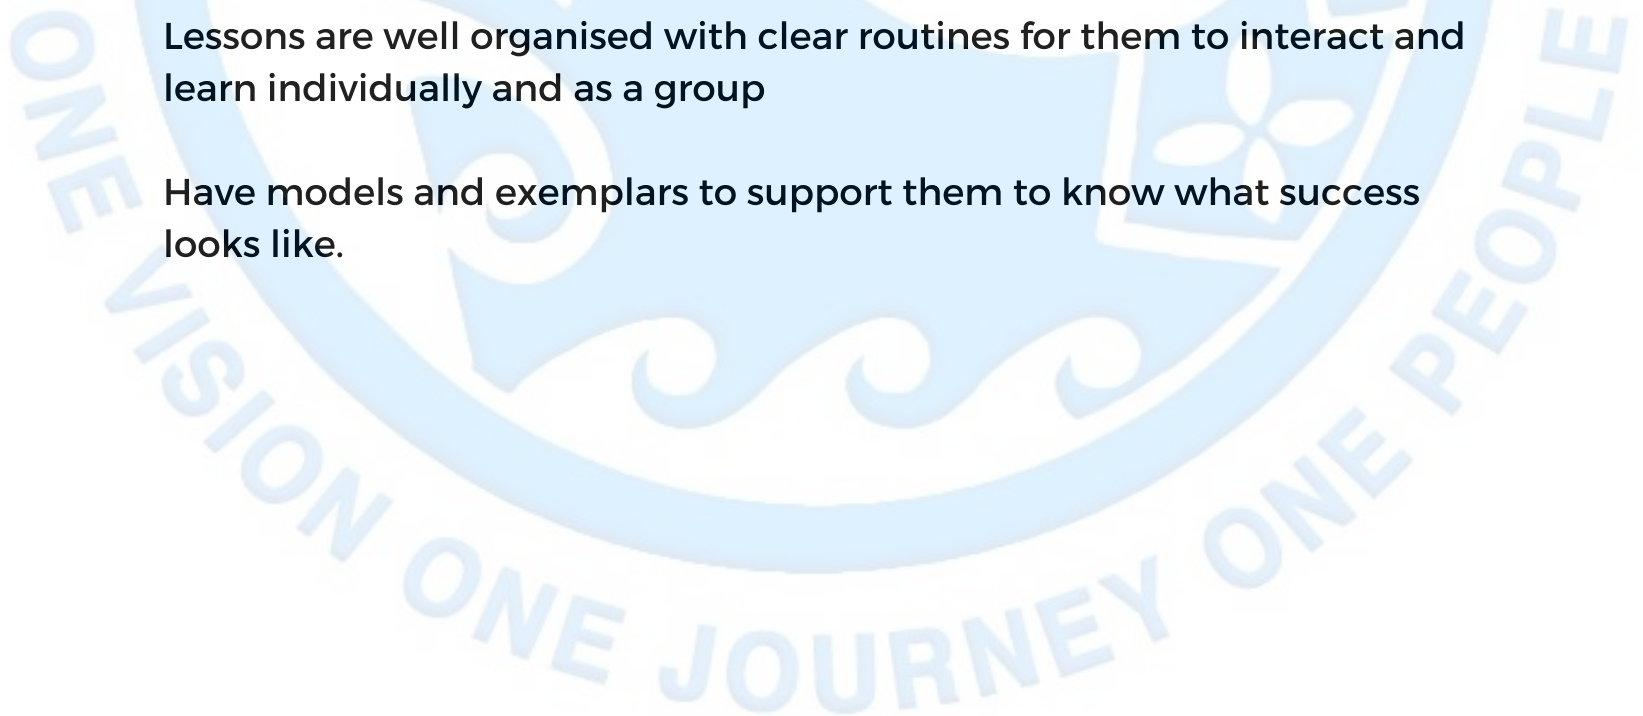 Lessons are well organised with clear routines for them to interact and
learn individually and as a group
Have models and exemplars to support them to know what success
looks like.
ONE VISION ONE JOURNEY ONE PEOPLE